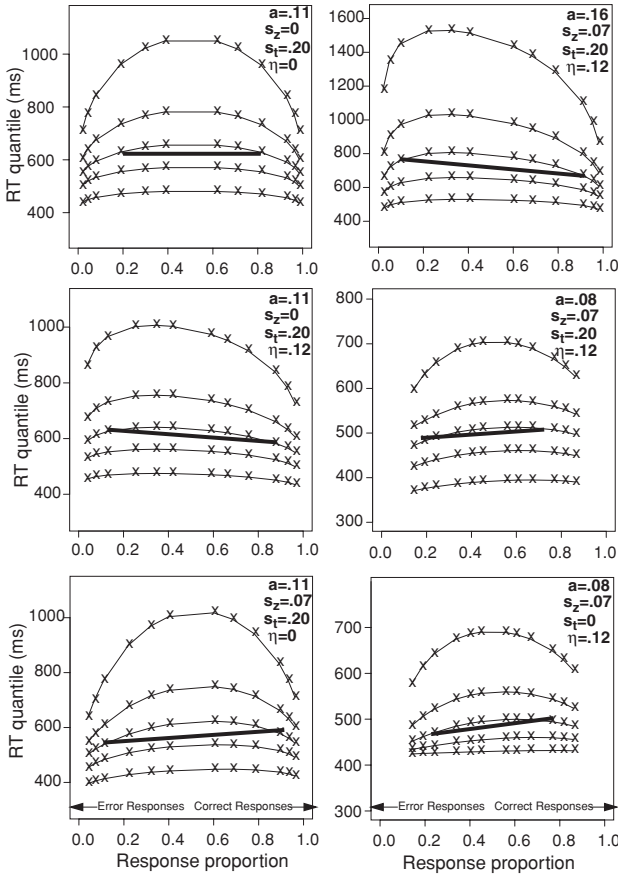 a=.11
s_z=0
s_t=.20
η=0
RT quantile (ms)
1000
800
600
400
0.0 0.2 0.4 0.6 0.8 1.0
a=.16
s_z=.07
s_t=.20
η=.12
1600
1400
1200
1000
800
600
400
0.0 0.2 0.4 0.6 0.8 1.0
a=.11
s_z=0
s_t=.20
η=.12
RT quantile (ms)
1000
800
600
400
0.0 0.2 0.4 0.6 0.8 1.0
a=.08
s_z=.07
s_t=.20
η=.12
800
700
600
500
400
300
0.0 0.2 0.4 0.6 0.8 1.0
a=.11
s_z=.07
s_t=.20
η=0
RT quantile (ms)
1000
800
600
400
Error Responses Correct Responses
0.0 0.2 0.4 0.6 0.8 1.0
Response proportion
a=.08
s_z=.07
s_t=0
η=.12
700
600
500
400
300
Error Responses Correct Responses
0.0 0.2 0.4 0.6 0.8 1.0
Response proportion